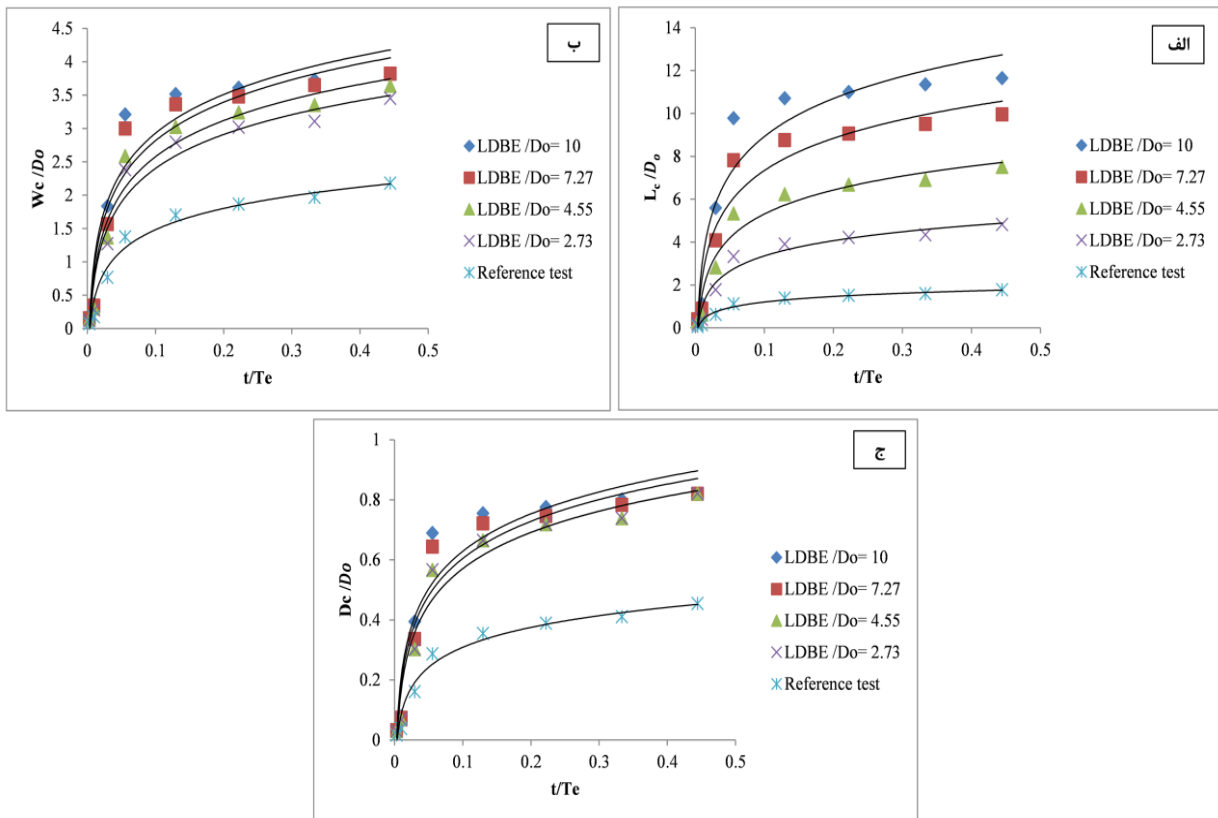 ب
4.5
4
3.5
3
2.5
2
1.5
1
0.5
0
Wc /Do
0 0.1 0.2 0.3 0.4 0.5
t/Te
LDBE /Do= 10
LDBE /Do= 7.27
LDBE /Do= 4.55
LDBE /Do= 2.73
Reference test
الف
14
12
10
8
6
4
2
0
Lc /Do
0 0.1 0.2 0.3 0.4 0.5
t/Te
LDBE /Do= 10
LDBE /Do= 7.27
LDBE /Do= 4.55
LDBE /Do= 2.73
Reference test
ج
1
0.8
0.6
0.4
0.2
0
Dc /Do
0 0.1 0.2 0.3 0.4 0.5
t/Te
LDBE /Do= 10
LDBE /Do= 7.27
LDBE /Do= 4.55
LDBE /Do= 2.73
Reference test